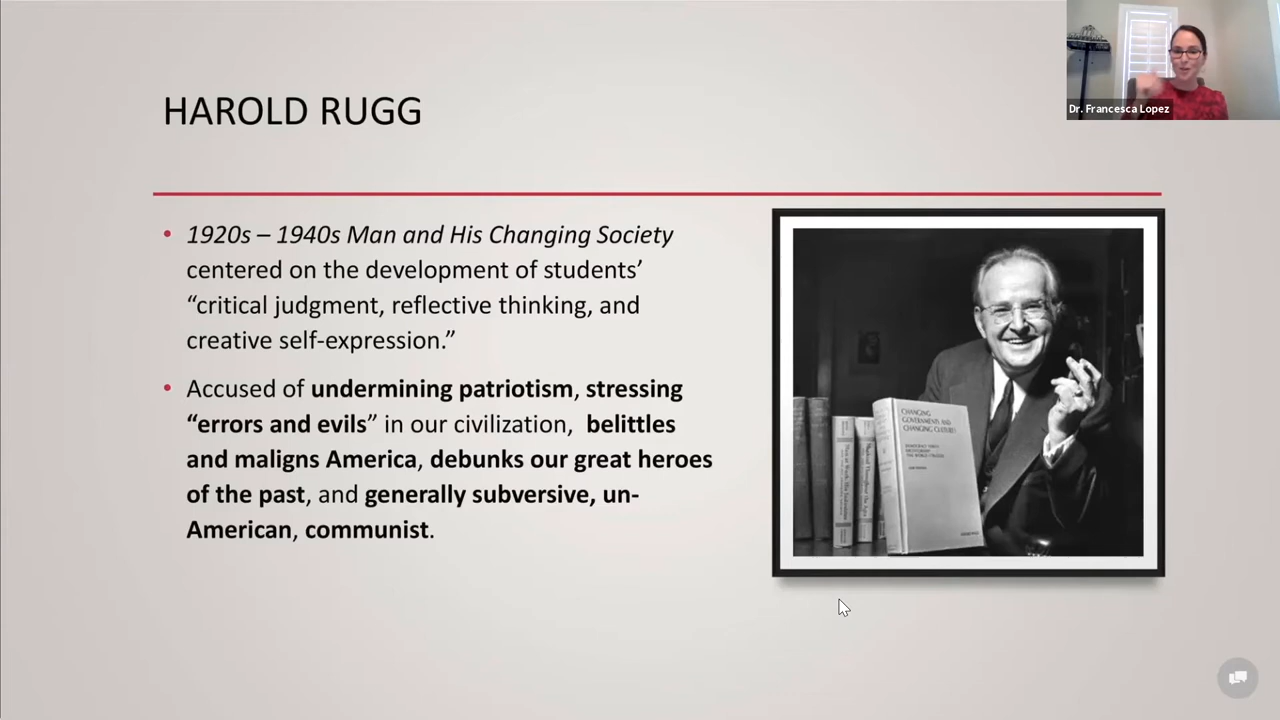 HAROLD RUGG
• 1920s – 1940s Man and His Changing Society
centered on the development of students’
“critical judgment, reflective thinking, and
creative self-expression.”
• Accused of undermining patriotism, stressing
“errors and evils” in our civilization, belittles
and maligns America, debunks our great heroes
of the past, and generally subversive, un-
American, communist.
CHANGING
GOVERNMENTS AND
CHANGING CULTURES
Dr. Francesca Lopez